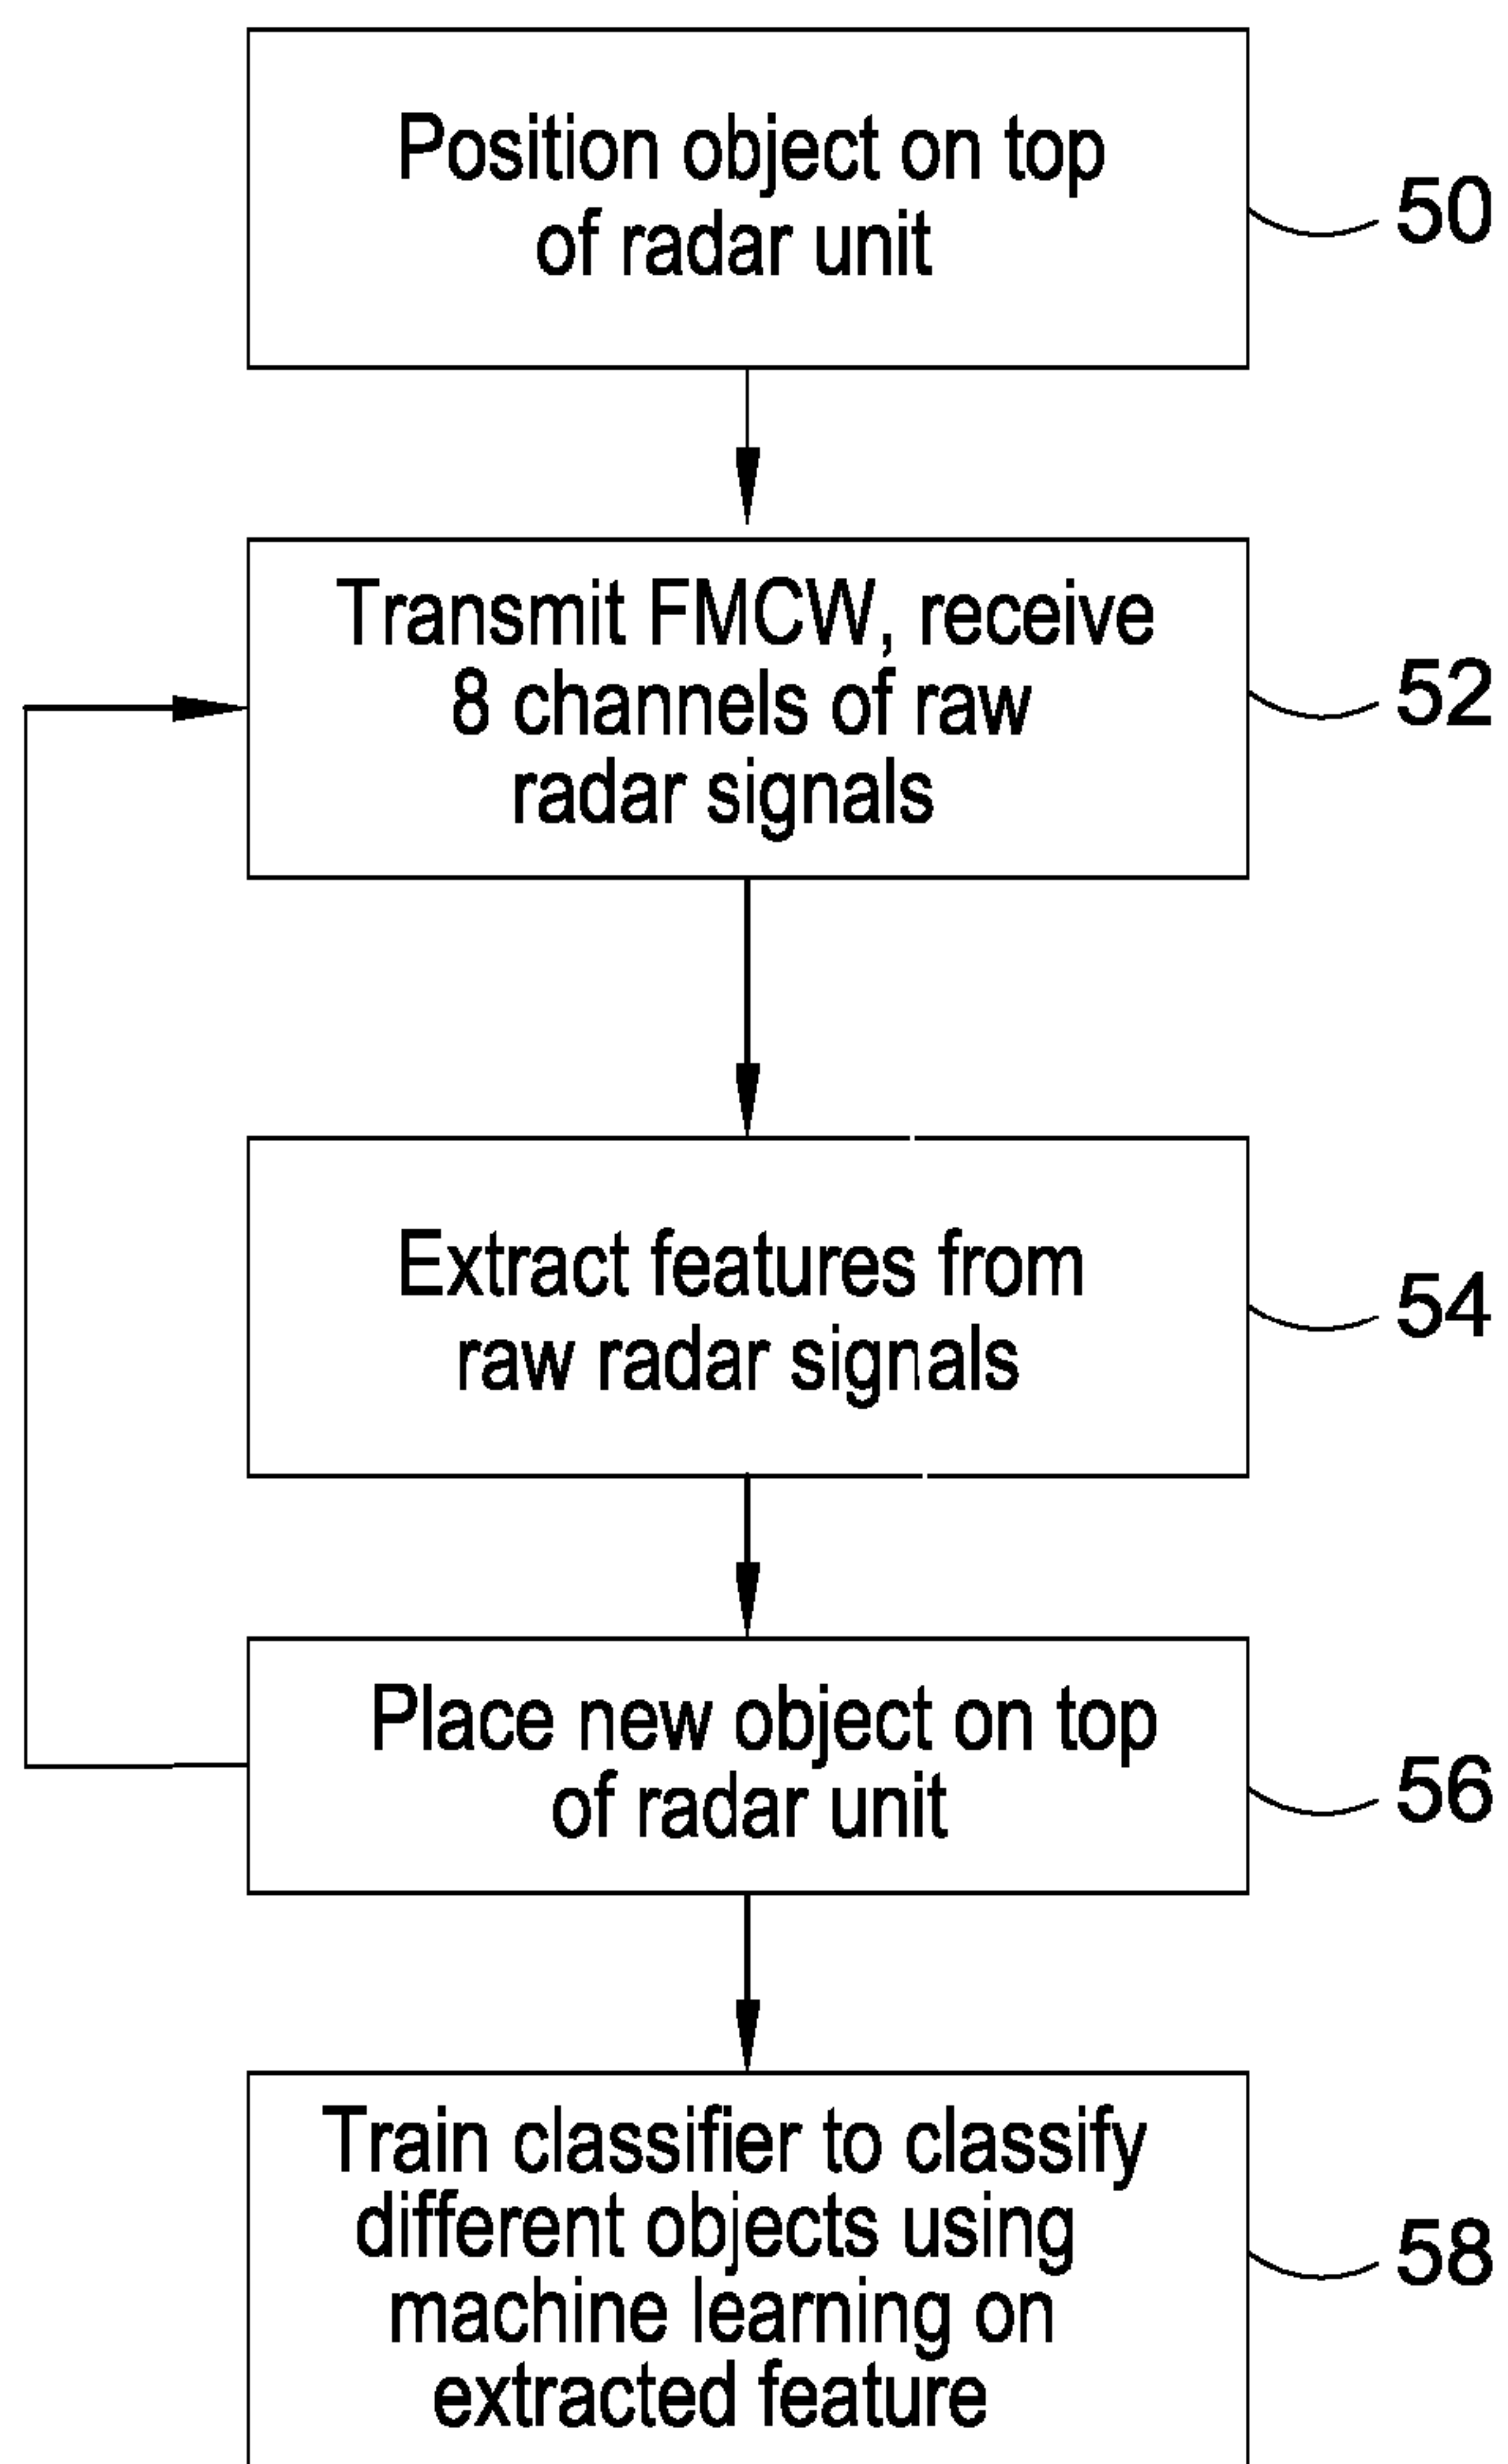 Position object on top
of radar unit
50
Transmit FMCW, receive
8 channels of raw
radar signals
52
Extract features from
raw radar signals
54
Place new object on top
of radar unit
56
Train classifier to classify
different objects using
machine learning on
extracted feature
58